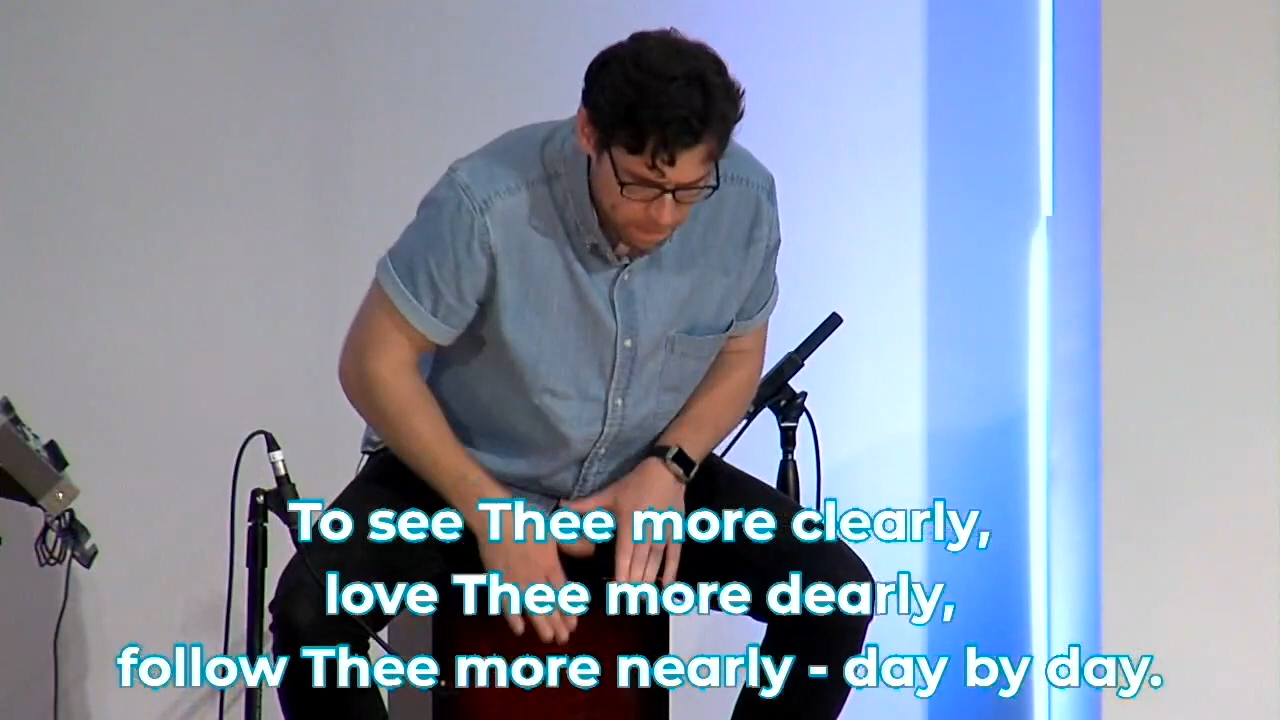 To see Thee more clearly,
love Thee more dearly,
follow Thee more nearly - day by day.